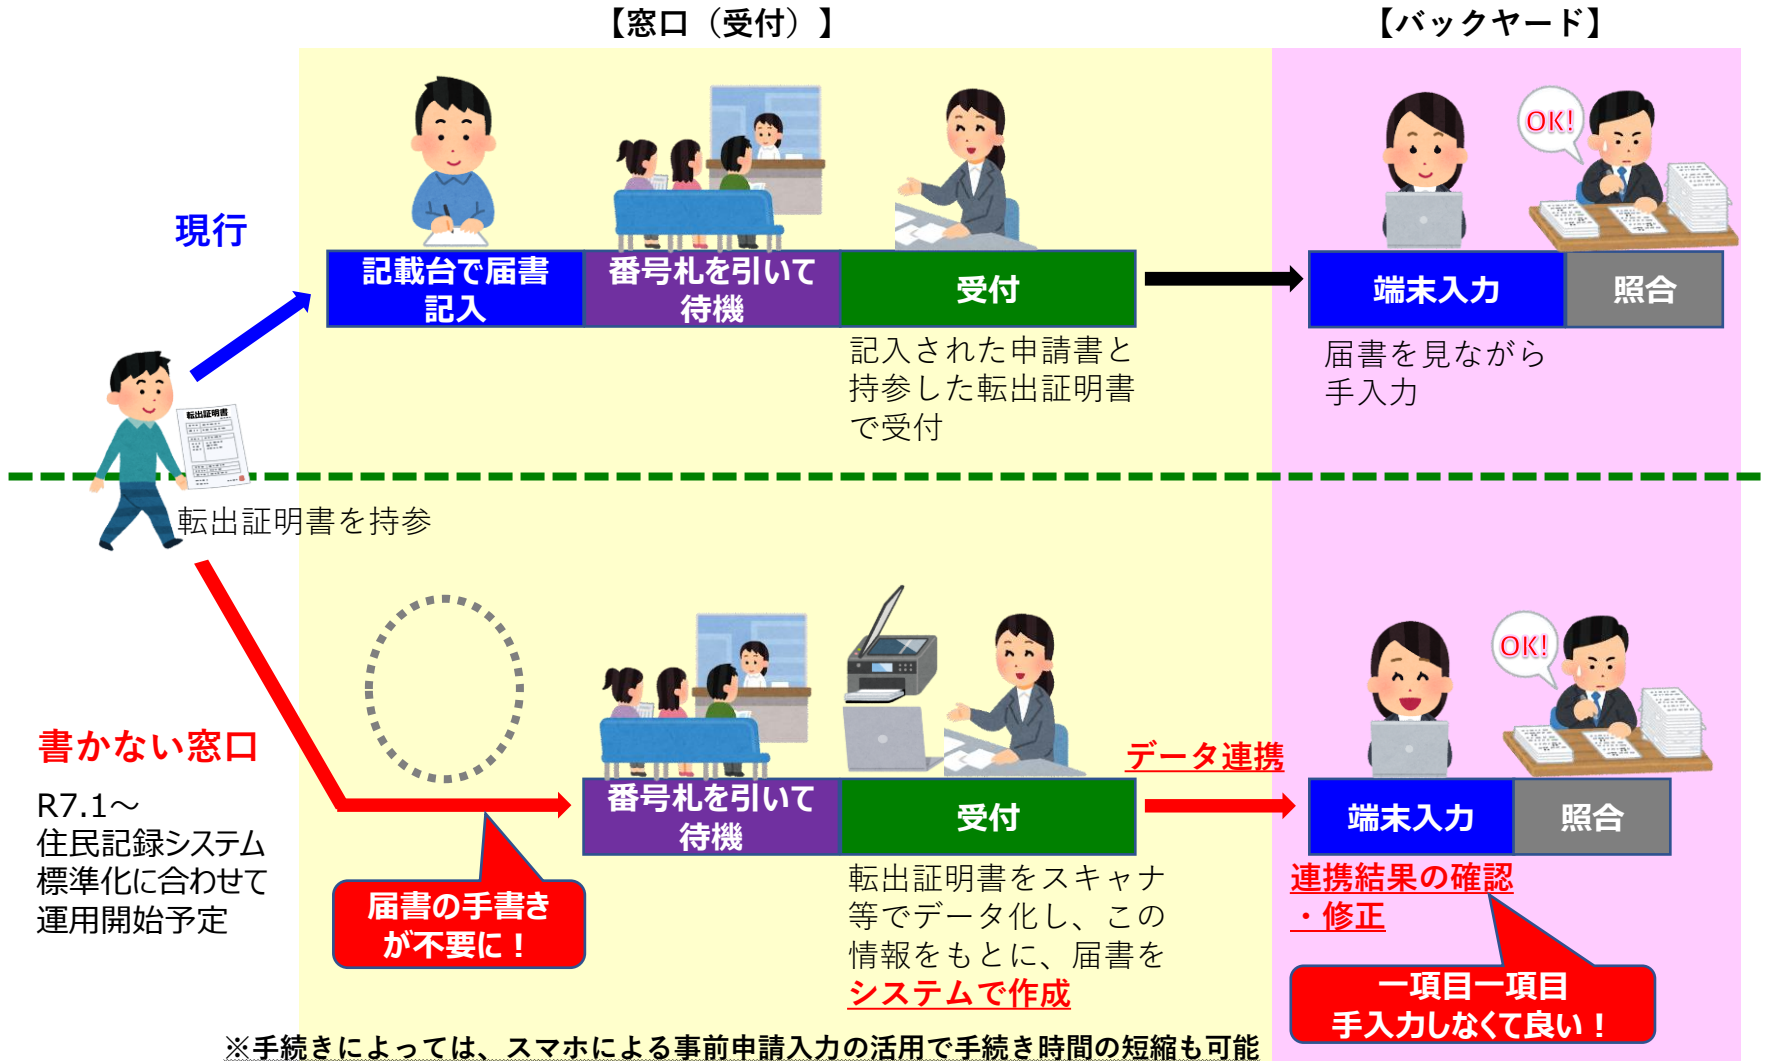 【窓口（受付）】
【バックヤード】
OK!
現行
記載台で届書
記入
番号札を引いて
待機
受付
端末入力
照合
記入された申請書と
持参した転出証明書
で受付
届書を見ながら
手入力
転出証明書
転出証明書を持参
OK!
書かない窓口
R7.1～
住民記録システム
標準化に合わせて
運用開始予定
データ連携
番号札を引いて
待機
受付
端末入力
照合
届書の手書き
が不要に！
転出証明書をスキャナ
等でデータ化し、この
情報をもとに、届書を
システムで作成
連携結果の確認
・修正
一項目一項目
手入力しなくて良い！
※手続きによっては、スマホによる事前申請入力の活用で手続き時間の短縮も可能